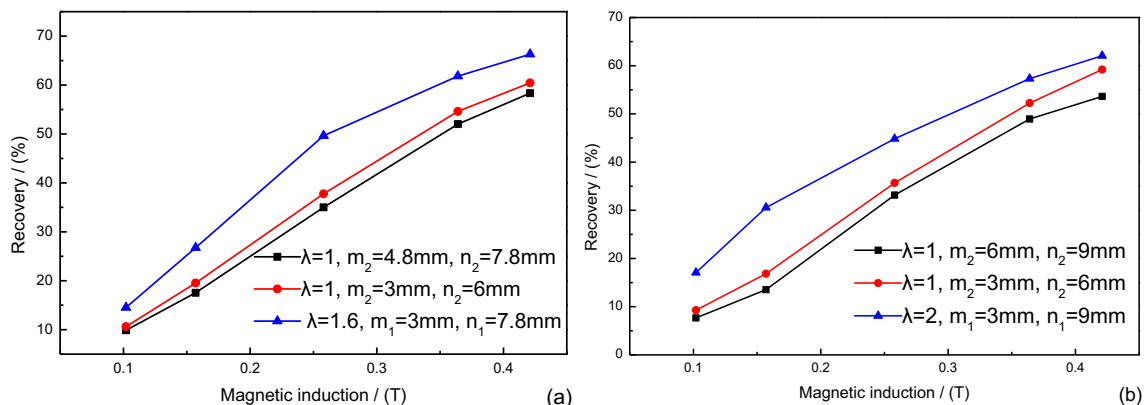 70
60
50
40
30
20
10
Recovery / (%)
λ=1, m2=4.8mm, n2=7.8mm
λ=1, m2=3mm, n2=6mm
λ=1.6, m1=3mm, n1=7.8mm
0.1 0.2 0.3 0.4
Magnetic induction / (T)
(a)
70
60
50
40
30
20
10
0
Recovery / (%)
λ=1, m2=6mm, n2=9mm
λ=1, m2=3mm, n2=6mm
λ=2, m1=3mm, n1=9mm
0.1 0.2 0.3 0.4
Magnetic induction / (T)
(b)